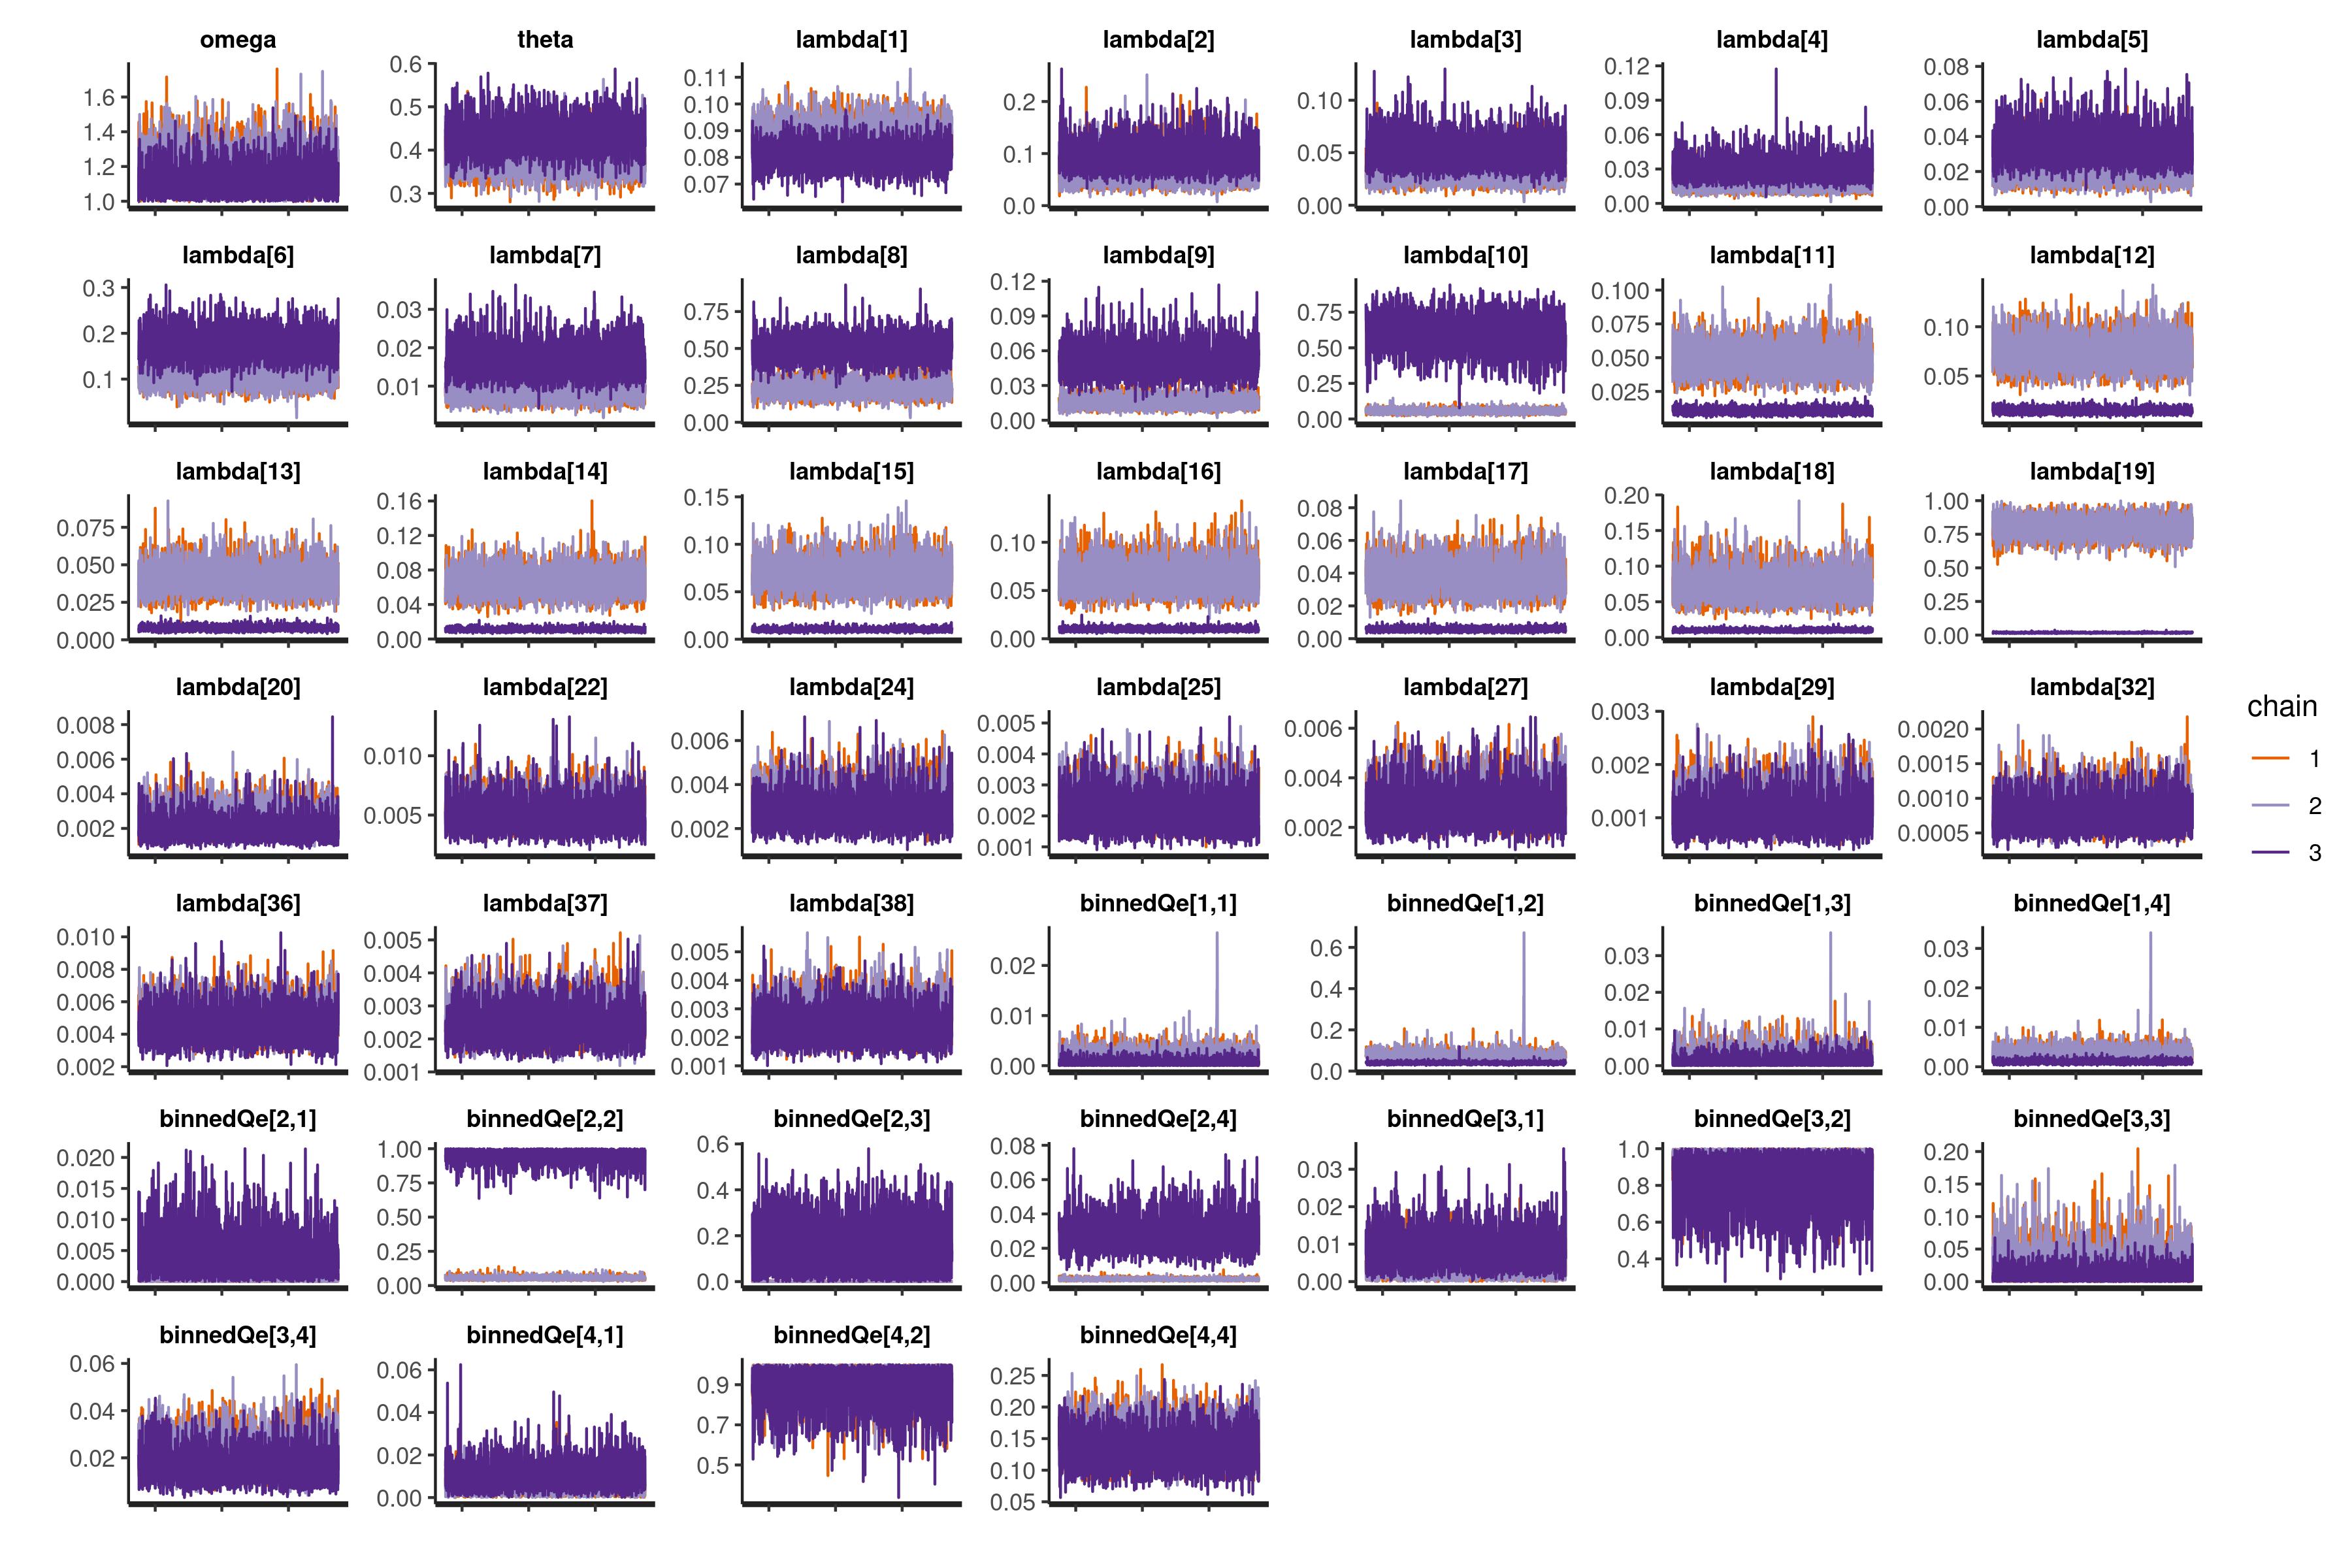 omega theta lambda[1] lambda[2] lambda[3] lambda[4] lambda[5]
1.6 1.4 1.2 1.0
0.6 0.5 0.4 0.3
0.11 0.10 0.09 0.08 0.07
0.2 0.1 0.0
0.10 0.05 0.00
0.12 0.09 0.06 0.03 0.00
0.08 0.06 0.04 0.02 0.00
lambda[6] lambda[7] lambda[8] lambda[9] lambda[10] lambda[11] lambda[12]
0.3 0.2 0.1
0.03 0.02 0.01
0.75 0.50 0.25 0.00
0.12 0.09 0.06 0.03 0.00
0.75 0.50 0.25 0.00
0.100 0.075 0.050 0.025
0.10 0.05
lambda[13] lambda[14] lambda[15] lambda[16] lambda[17] lambda[18] lambda[19]
0.075 0.050 0.025 0.000
0.16 0.12 0.08 0.04 0.00
0.15 0.10 0.05 0.00
0.10 0.05 0.00
0.08 0.06 0.04 0.02 0.00
0.20 0.15 0.10 0.05 0.00
1.00 0.75 0.50 0.25 0.00
lambda[20] lambda[22] lambda[24] lambda[25] lambda[27] lambda[29] lambda[32]
0.008 0.006 0.004 0.002
0.010 0.005
0.006 0.004 0.002
0.005 0.004 0.003 0.002 0.001
0.006 0.004 0.002
0.003 0.002 0.001
0.0020 0.0015 0.0010 0.0005
chain
1
2
3
lambda[36] lambda[37] lambda[38] binnedQe[1,1] binnedQe[1,2] binnedQe[1,3] binnedQe[1,4]
0.010 0.008 0.006 0.004 0.002
0.005 0.004 0.003 0.002 0.001
0.005 0.004 0.003 0.002 0.001
0.02 0.01 0.00
0.6 0.4 0.2 0.0
0.03 0.02 0.01 0.00
0.03 0.02 0.01 0.00
binnedQe[2,1] binnedQe[2,2] binnedQe[2,3] binnedQe[2,4] binnedQe[3,1] binnedQe[3,2] binnedQe[3,3]
0.020 0.015 0.010 0.005 0.000
1.00 0.75 0.50 0.25 0.00
0.6 0.4 0.2 0.0
0.08 0.06 0.04 0.02 0.00
0.03 0.02 0.01 0.00
1.0 0.8 0.6 0.4
0.20 0.15 0.10 0.05 0.00
binnedQe[3,4] binnedQe[4,1] binnedQe[4,2] binnedQe[4,4]
0.06 0.04 0.02
0.06 0.04 0.02 0.00
0.9 0.7 0.5
0.25 0.20 0.15 0.10 0.05